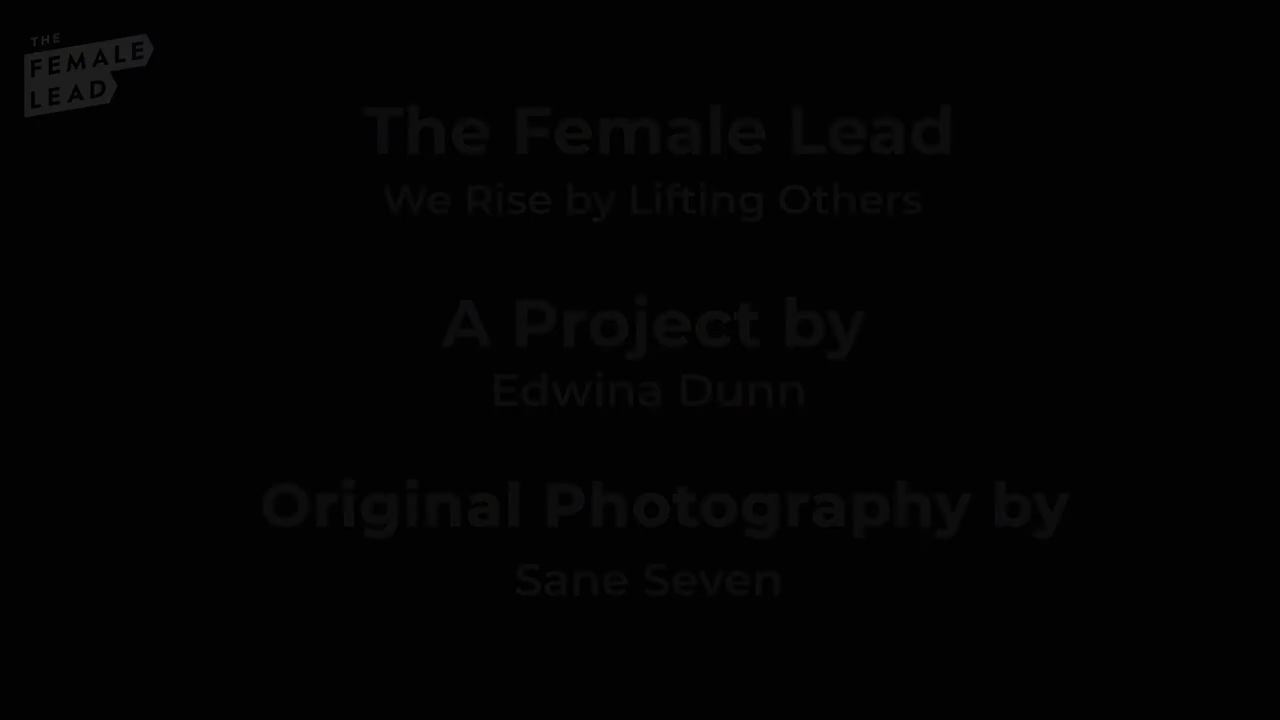 THE
FEMALE
LEAD
The Female Lead
We Rise by Lifting Others
A Project by
Edwina Dunn
Original Photography by
Sane Seven